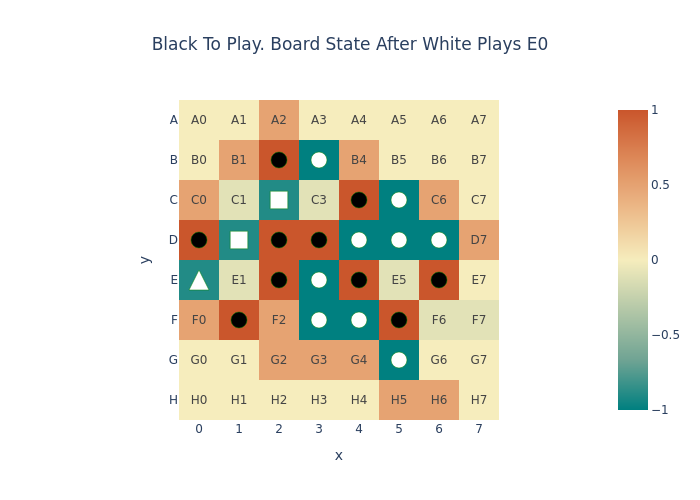 Black To Play. Board State After White Plays E0
A A0 A1 A2 A3 A4 A5 A6 A7
B B0 B1 B4 B5 B6 B7
C C0 C1 C3 C6 C7
D D7
E E1 E5 E7
F F0 F2 F6 F7
G G0 G1 G2 G3 G4 G6 G7
H H0 H1 H2 H3 H4 H5 H6 H7
0 1 2 3 4 5 6 7
x
y
1
0.5
0
−0.5
−1